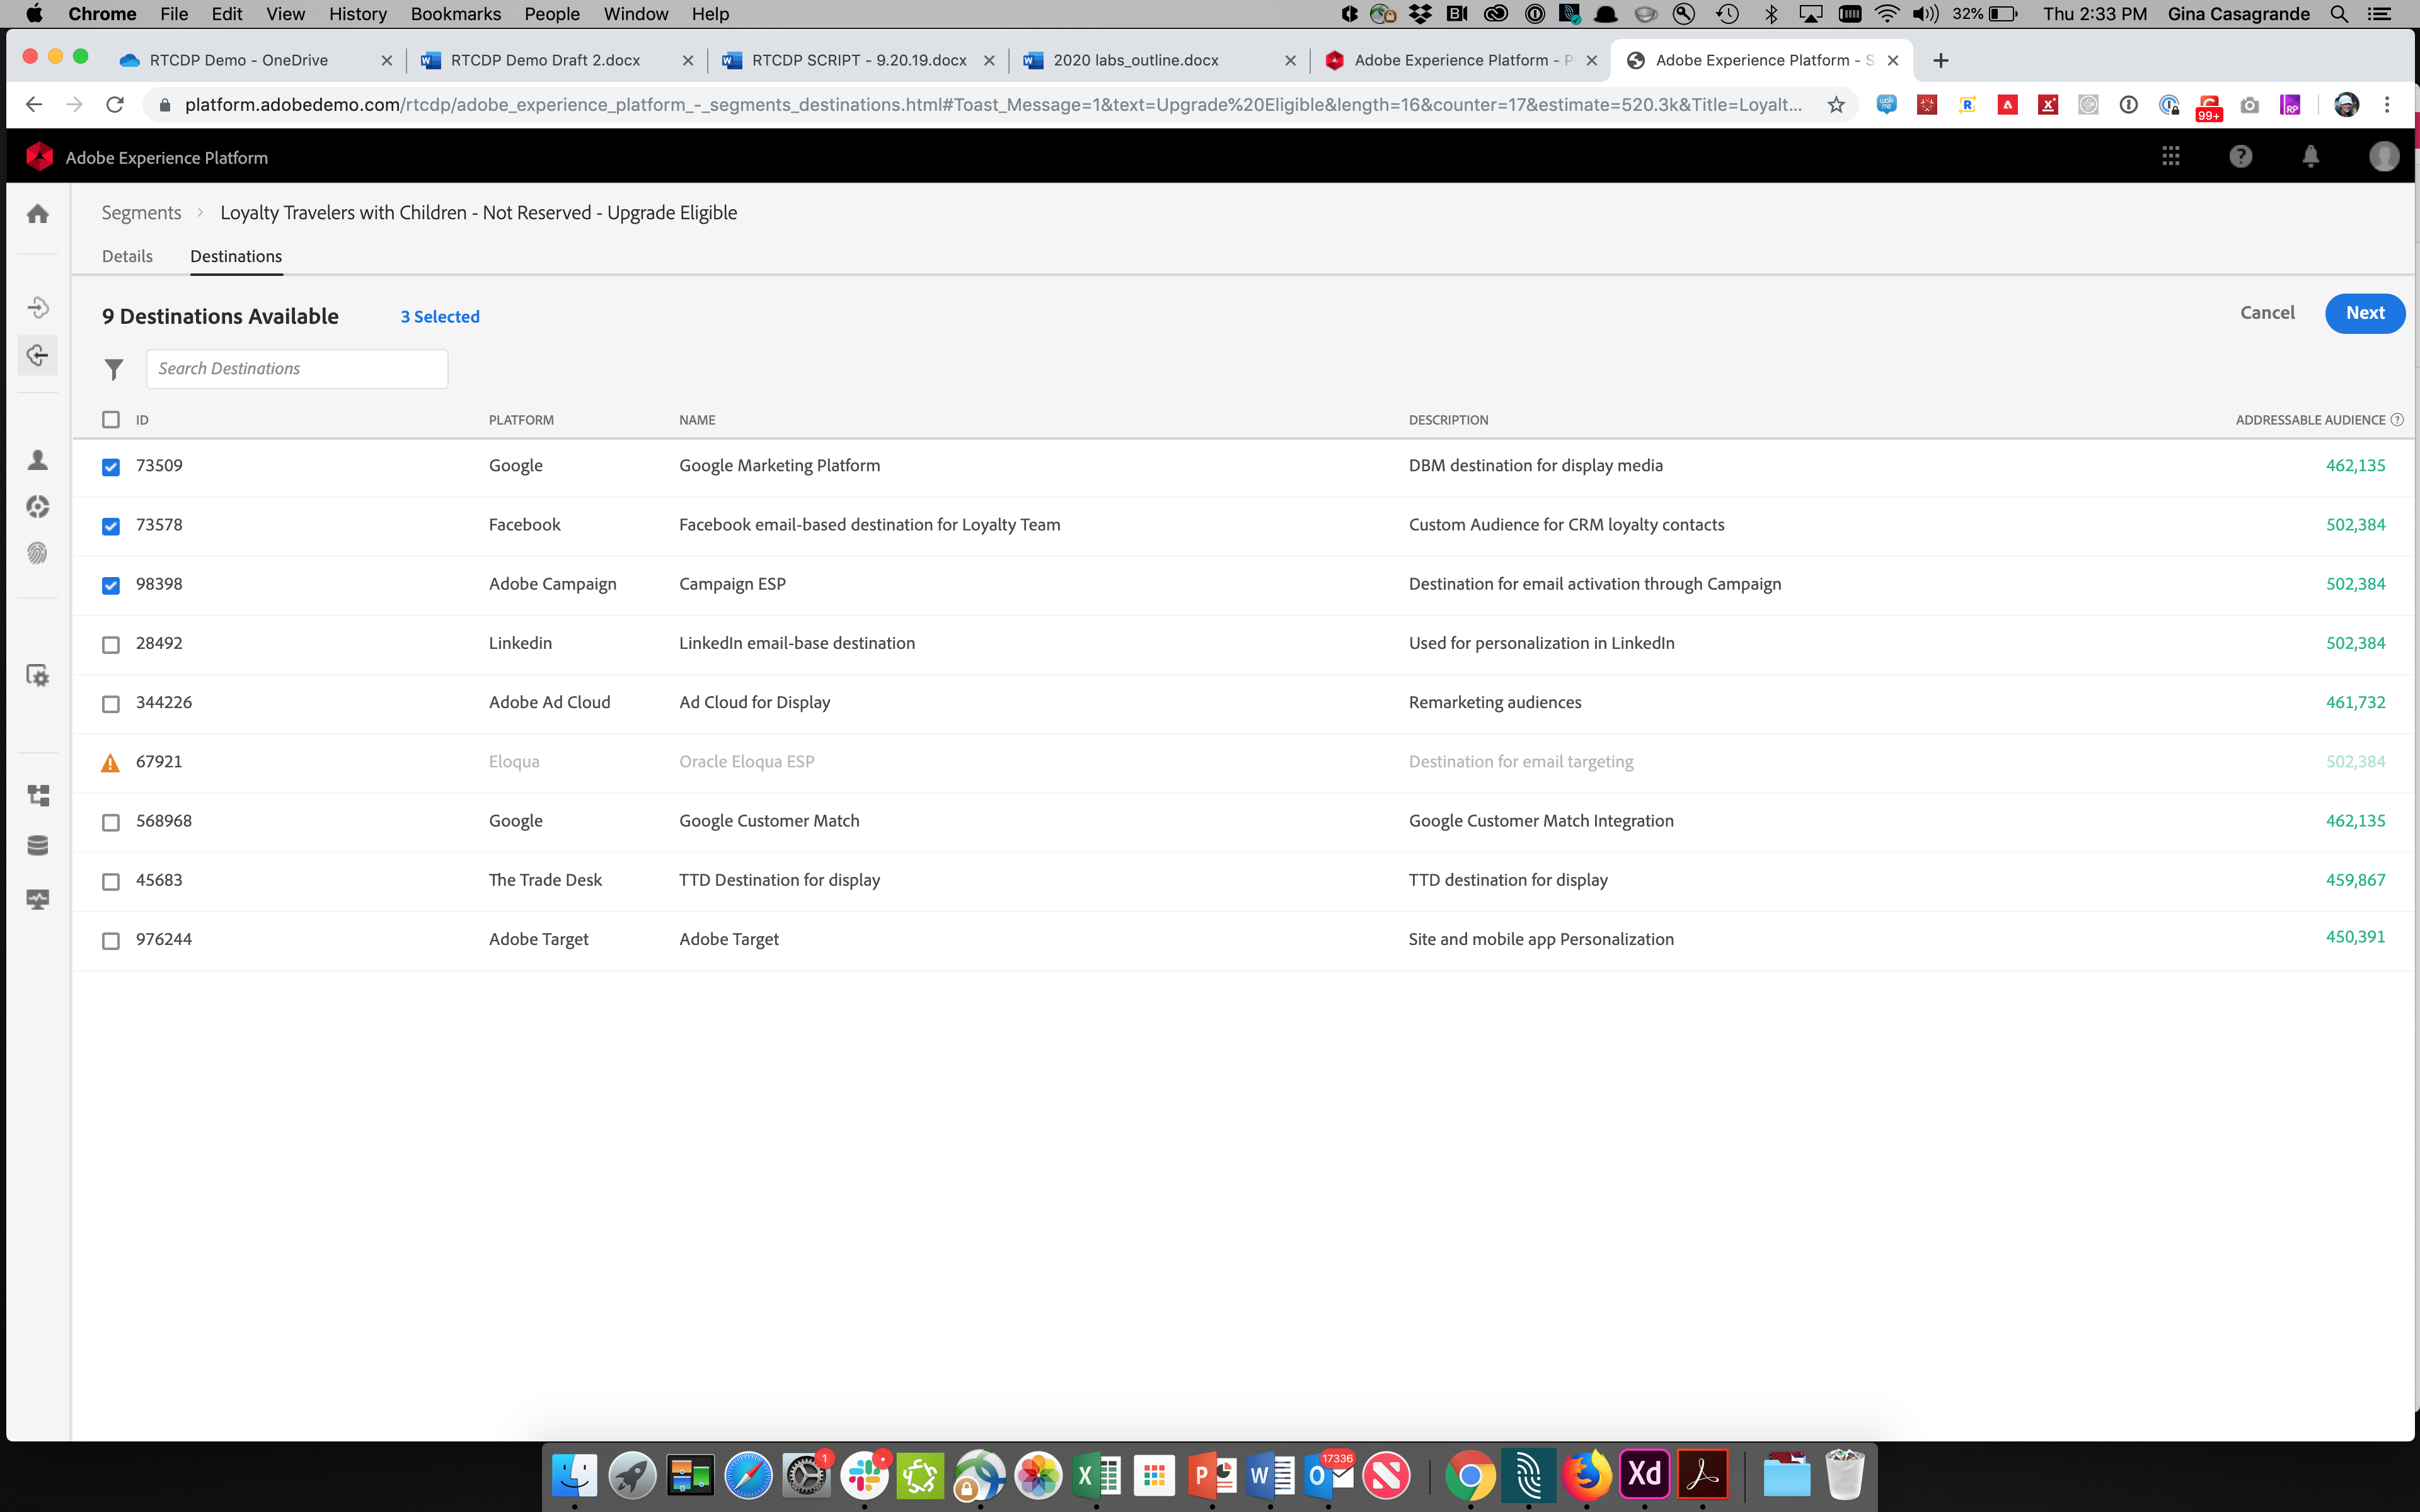 Chrome File Edit View History Bookmarks People Window Help 32% Thu 2:33 PM Gina Casagrande
RTCDP Demo - OneDrive RTCDP Demo Draft 2.docx RTCDP SCRIPT - 9.20.19.docx 2020 labs_outline.docx Adobe Experience Platform - P Adobe Experience Platform - S
platform.adobedemo.com/rtcdp/adobe_experience_platform_-_segments_destinations.html#Toast_Message=1&text=Upgrade%20Eligible&length=16&counter=17&estimate=520.3k&Title=Loyalt... 99+ RP
Adobe Experience Platform
Segments > Loyalty Travelers with Children - Not Reserved - Upgrade Eligible
Details Destinations
9 Destinations Available 3 Selected Cancel Next
Search Destinations
ID PLATFORM NAME DESCRIPTION ADDRESSABLE AUDIENCE ?
73509 Google Google Marketing Platform DBM destination for display media 462,135
73578 Facebook Facebook email-based destination for Loyalty Team Custom Audience for CRM loyalty contacts 502,384
98398 Adobe Campaign Campaign ESP Destination for email activation through Campaign 502,384
28492 Linkedin LinkedIn email-base destination Used for personalization in LinkedIn 502,384
344226 Adobe Ad Cloud Ad Cloud for Display Remarketing audiences 461,732
67921 Eloqua Oracle Eloqua ESP Destination for email targeting 502,384
568968 Google Google Customer Match Google Customer Match Integration 462,135
45683 The Trade Desk TTD Destination for display TTD destination for display 459,867
976244 Adobe Target Adobe Target Site and mobile app Personalization 450,391
1 17336 Xd